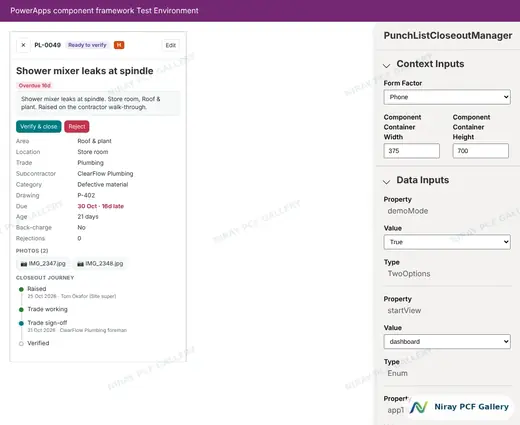 PowerApps component framework Test Environment
✕ PL-0049 Ready to verify H Edit
Shower mixer leaks at spindle
Overdue 16d
Shower mixer leaks at spindle. Store room, Roof &
plant. Raised on the contractor walk-through.
Verify & close Reject
Area Roof & plant
Location Store room
Trade Plumbing
Subcontractor ClearFlow Plumbing
Category Defective material
Drawing P-402
Due 30 Oct · 16d late
Age 21 days
Back-charge No
Rejections 0
PHOTOS (2)
IMG_2347.jpg IMG_2348.jpg
CLOSEOUT JOURNEY
Raised
25 Oct 2026 · Tom Okafor (Site super)
Trade working
Trade sign-off
31 Oct 2026 · ClearFlow Plumbing foreman
Verified
PunchListCloseoutManager
Context Inputs
Form Factor
Phone
Component Container Width
375
Component Container Height
700
Data Inputs
Property
demoMode
Value
True
Type
TwoOptions
Property
startView
Value
dashboard
Type
Enum
Property
app1
Niray PCF Gallery
NIRAY PCF GALLERY